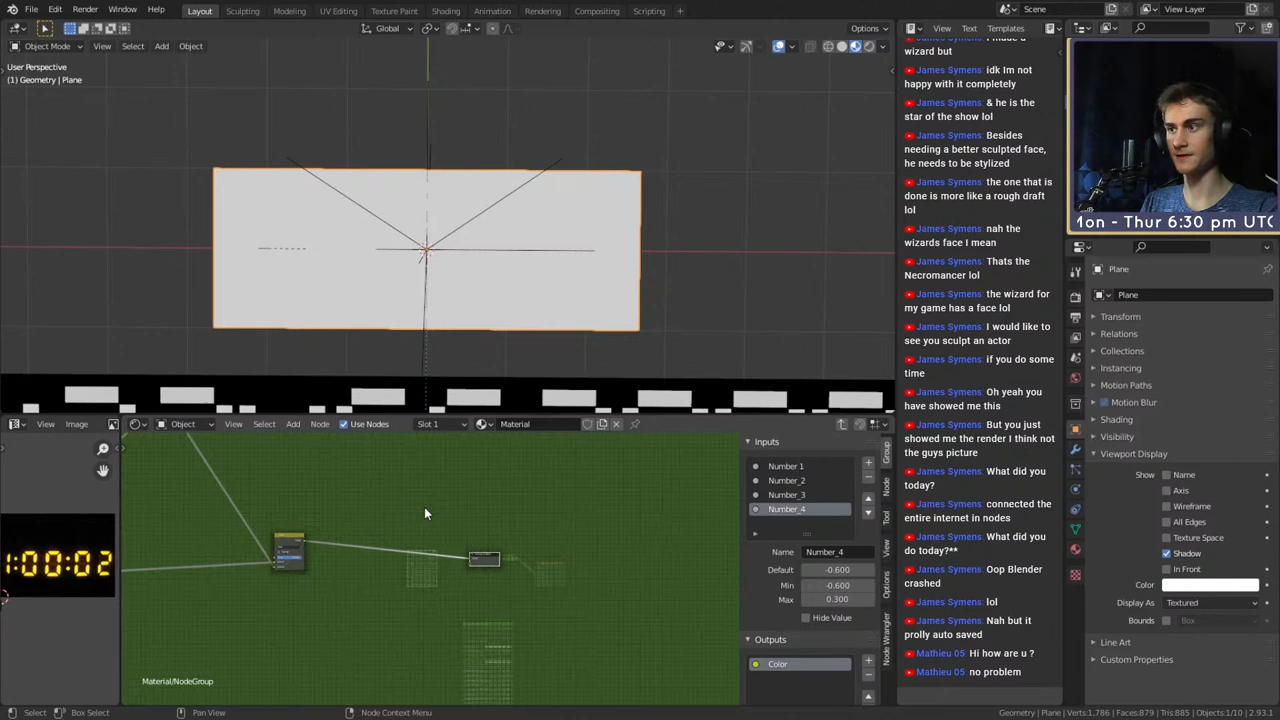 File Edit Render Window Help
Layout Sculpting Modeling UV Editing Texture Paint Shading Animation Rendering Compositing Scripting +
Scene
View Layer
Global
Options
Object Mode View Select Add Object
User Perspective
(1) Geometry | Plane
View Image
Object View Select Add Node Use Nodes Slot 1 Material
1:00:02
Material/NodeGroup
Inputs
Number 1
Number_2
Number_3
Number_4
Name Number_4
Default -0.600
Min -0.600
Max 0.300
Hide Value
Outputs
Color
Group
Node
Tool
View
Options
Node Wrangler
View Text Templates
wizard but
James Symens: idk Im not
happy with it completely
James Symens: & he is the
star of the show lol
James Symens: Besides
needing a better sculpted face,
he needs to be stylized
James Symens: the one that is
done is more like a rough draft
lol
James Symens: nah the
wizards face I mean
James Symens: Thats the
Necromancer lol
James Symens: the wizard for
my game has a face lol
James Symens: I would like to
see you sculpt an actor
James Symens: if you do some
time
James Symens: Oh yeah you
have showed me this
James Symens: But you just
showed me the render I think not
the guys picture
James Symens: What did you
today?
James Symens: connected the
entire internet in nodes
James Symens: What did you
do today?**
James Symens: Oop Blender
crashed
James Symens: lol
James Symens: Nah but it
prolly auto saved
Mathieu 05: Hi how are u ?
Mathieu 05: no problem
Mon - Thur 6:30 pm UTC
Plane
Plane
Transform
Relations
Collections
Instancing
Motion Paths
Motion Blur
Shading
Visibility
Viewport Display
Show Name
Axis
Wireframe
All Edges
Texture Space
Shadow
In Front
Color
Display As Textured
Bounds Box
Line Art
Custom Properties
Select Box Select Pan View Node Context Menu
Geometry | Plane Verts:1,786 Faces:879 Tris:885 Objects:1/10 2.93.1